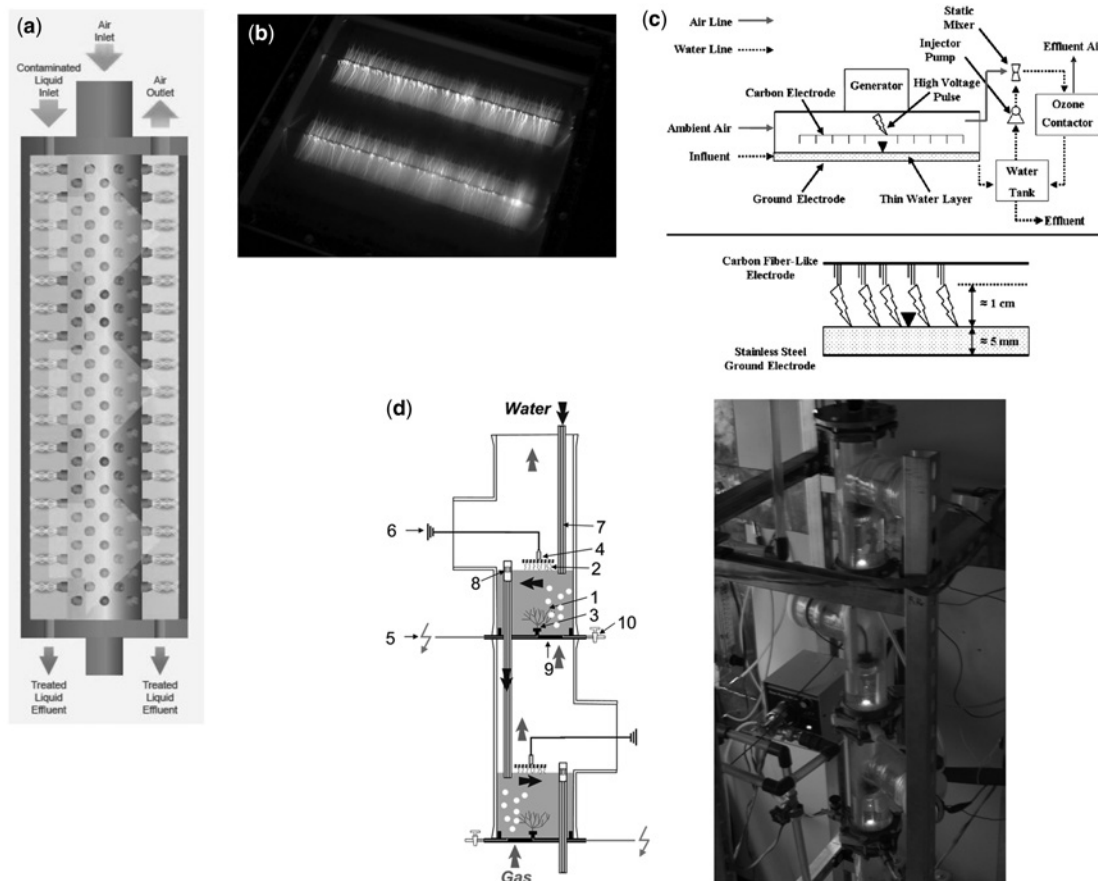 (a)
Air
Inlet
Contaminated
Liquid
Inlet
Air
Outlet
Treated
Liquid
Effluent
Treated
Liquid
Effluent
(b)
(c)
Air Line
Water Line
Static
Mixer
Injector
Pump
Effluent Air
Generator
High Voltage
Pulse
Carbon Electrode
Ozone
Contactor
Ambient Air
Influent
Water
Tank
Ground Electrode
Thin Water Layer
Effluent
Carbon Fiber-Like
Electrode
≈ 1 cm
≈ 5 mm
Stainless Steel
Ground Electrode
(d)
Water
6
7
4
2
8
1
3
10
5
9
Gas